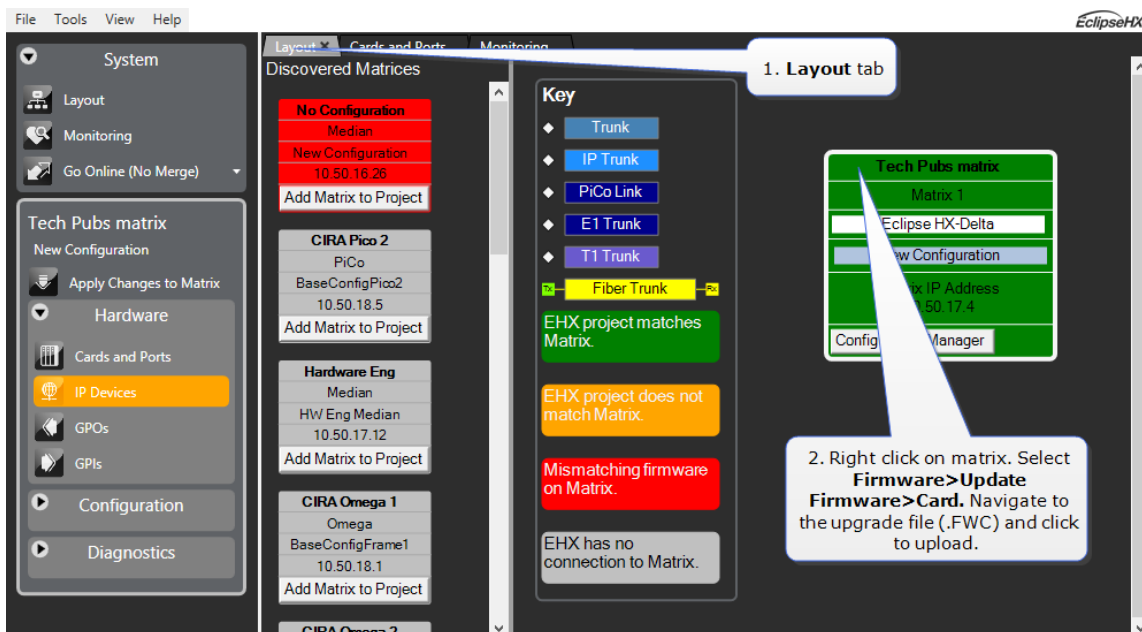 File Tools View Help
EclipseHX
System
Layout
Monitoring
Go Online (No Merge)
Tech Pubs matrix
New Configuration
Apply Changes to Matrix
Hardware
Cards and Ports
IP Devices
GPOs
GPIs
Configuration
Diagnostics
Layout Cards and Ports Monitoring
Discovered Matrices
No Configuration
Median
New Configuration
10.50.16.26
Add Matrix to Project
CIRA Pico 2
PiCo
BaseConfigPico2
10.50.18.5
Add Matrix to Project
Hardware Eng
Median
HW Eng Median
10.50.17.12
Add Matrix to Project
CIRA Omega 1
Omega
BaseConfigFrame1
10.50.18.1
Add Matrix to Project
CIRA Omega 2
Key
Trunk
IP Trunk
PiCo Link
E1 Trunk
T1 Trunk
Tx Fiber Trunk Rx
EHX project matches
Matrix.
EHX project does not
match Matrix.
Mismatching firmware
on Matrix.
EHX has no
connection to Matrix.
1. Layout tab
Tech Pubs matrix
Matrix 1
Eclipse HX-Delta
Configuration
IP Address
50.17.4
Manager
2. Right click on matrix. Select
Firmware>Update
Firmware>Card. Navigate to
the upgrade file (.FWC) and click
to upload.